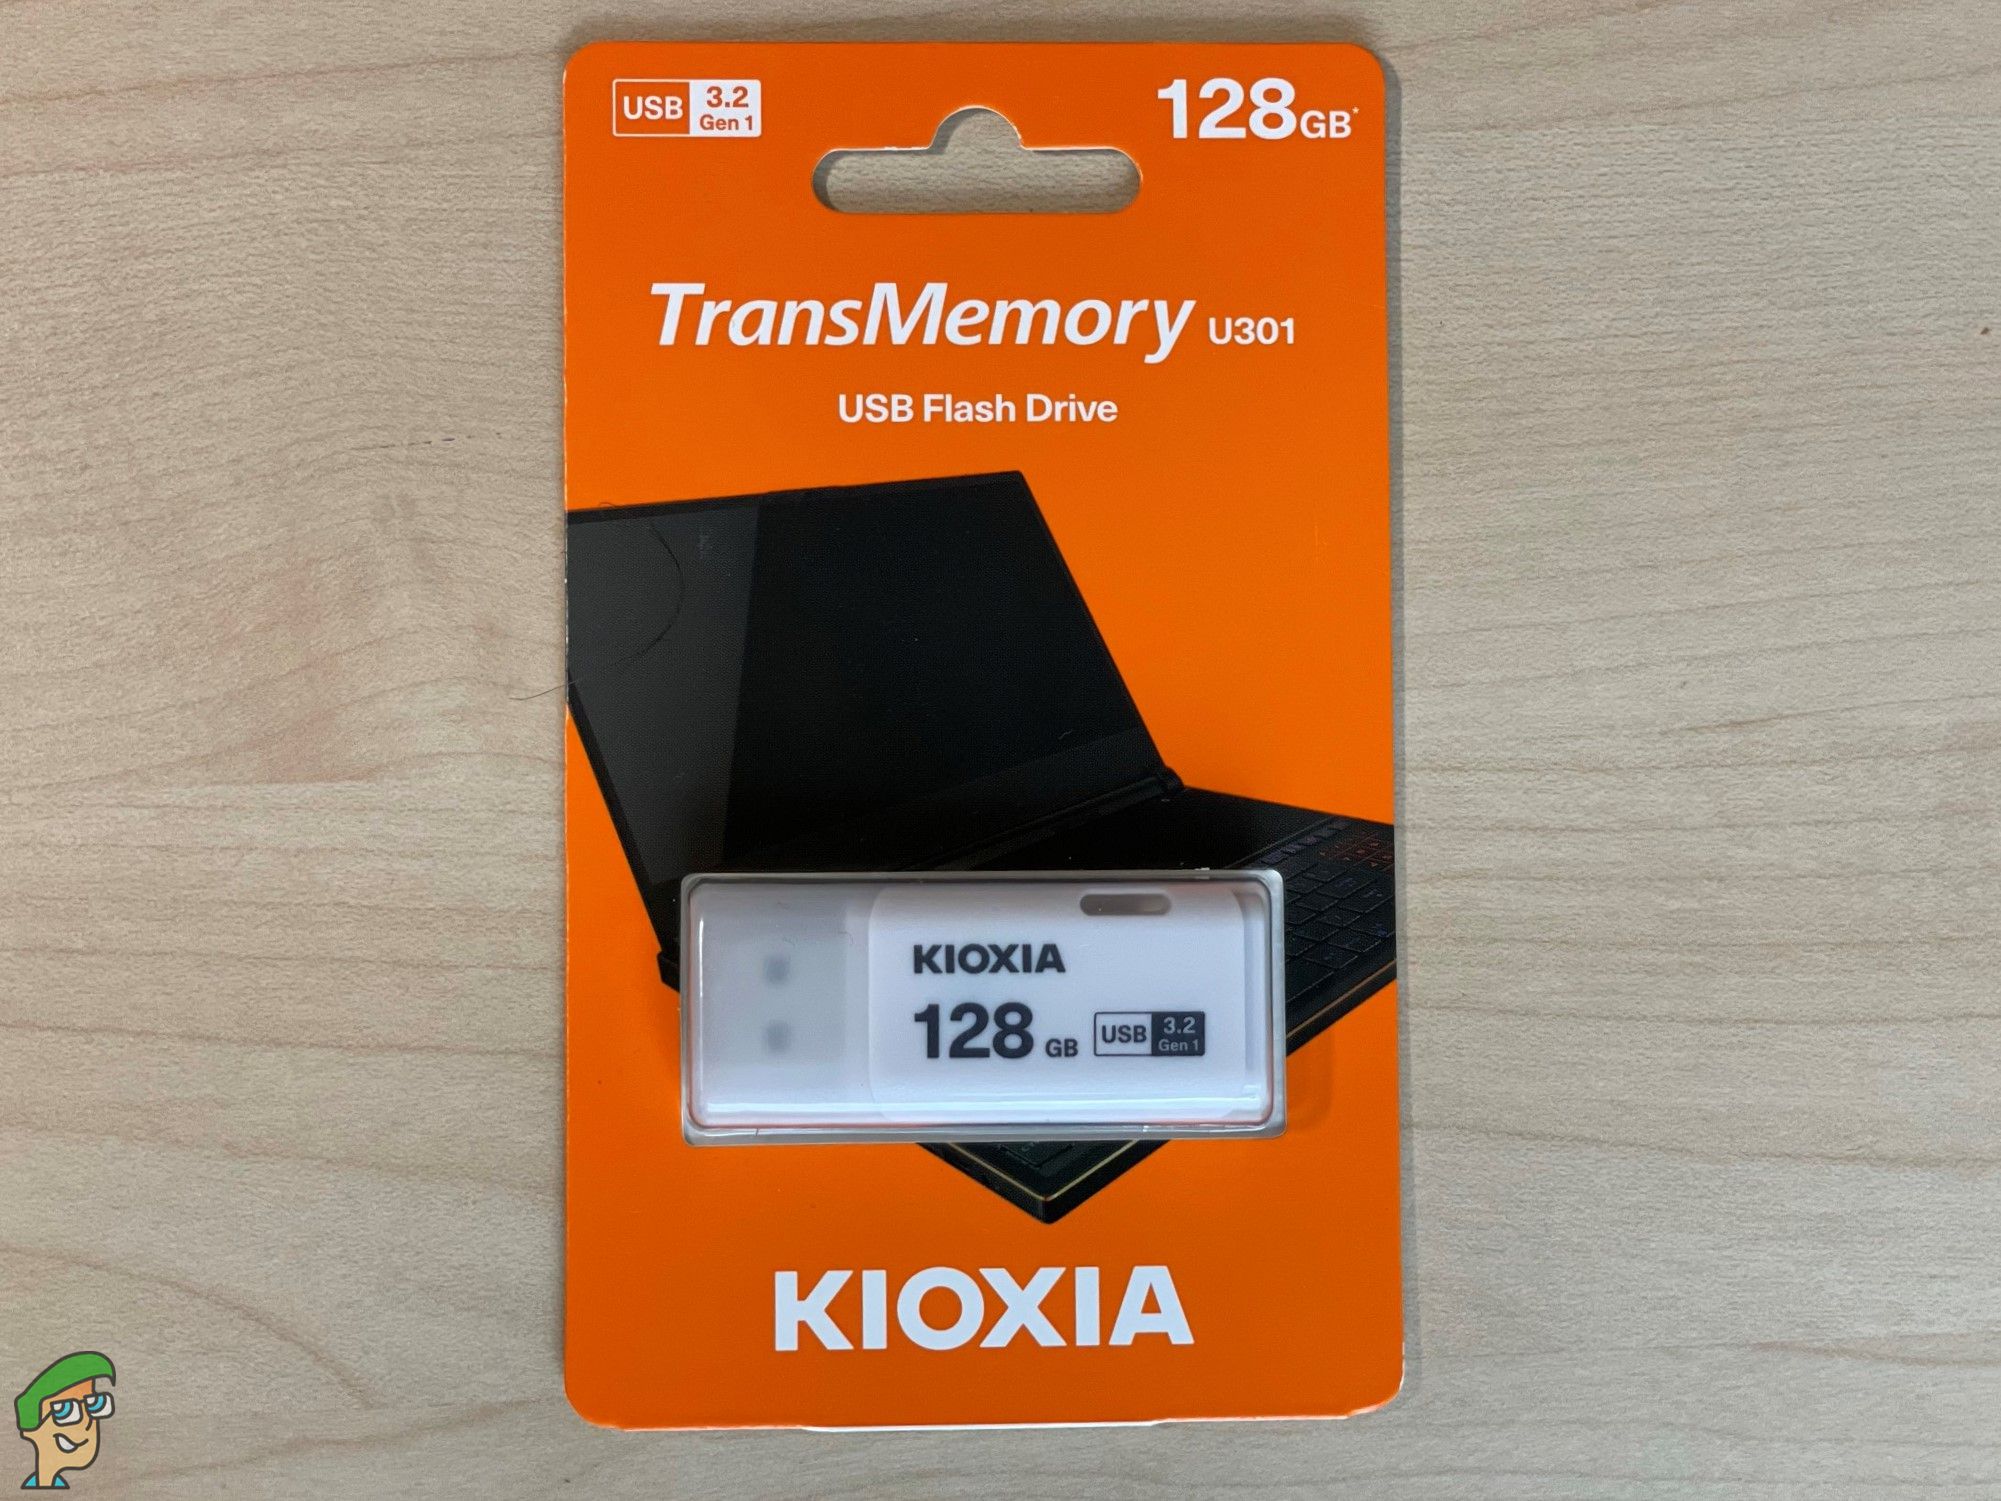 USB 3.2 Gen 1
128GB*
TransMemory U301
USB Flash Drive
KIOXIA
128 GB USB 3.2 Gen 1
KIOXIA